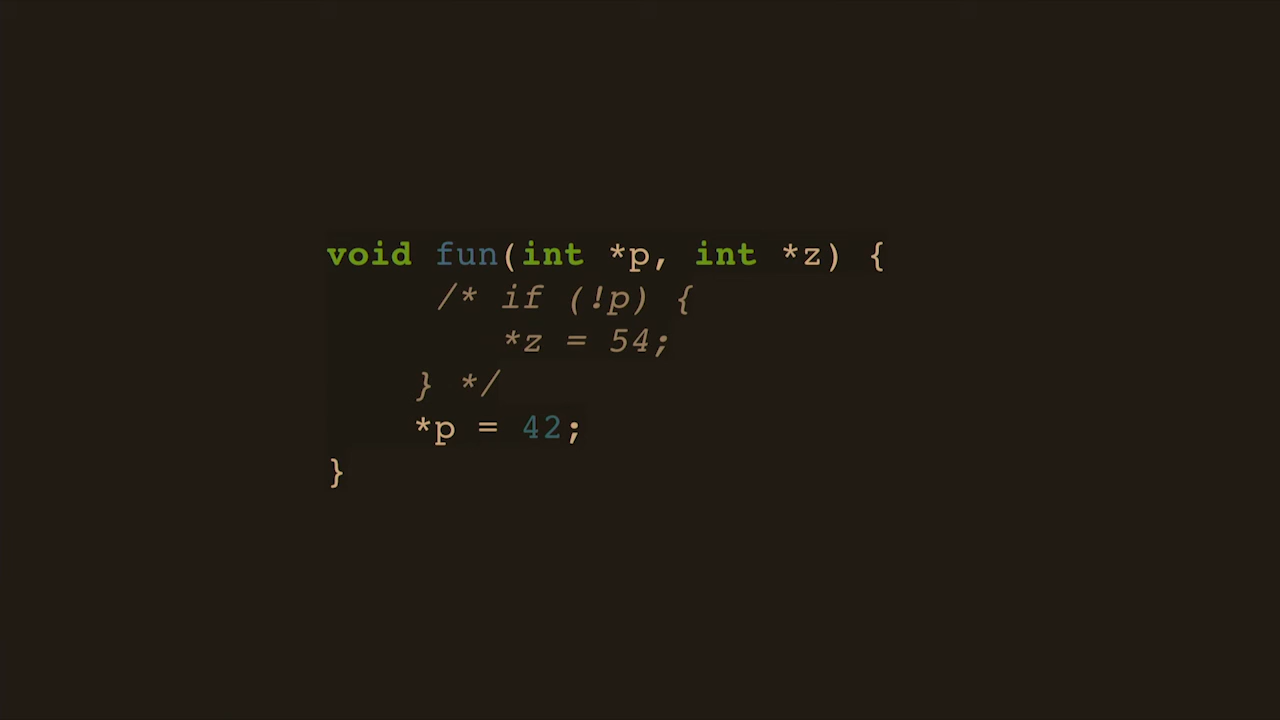 void fun(int *p, int *z) {
/* if (!p) {
*z = 54;
} */
*p = 42;
}